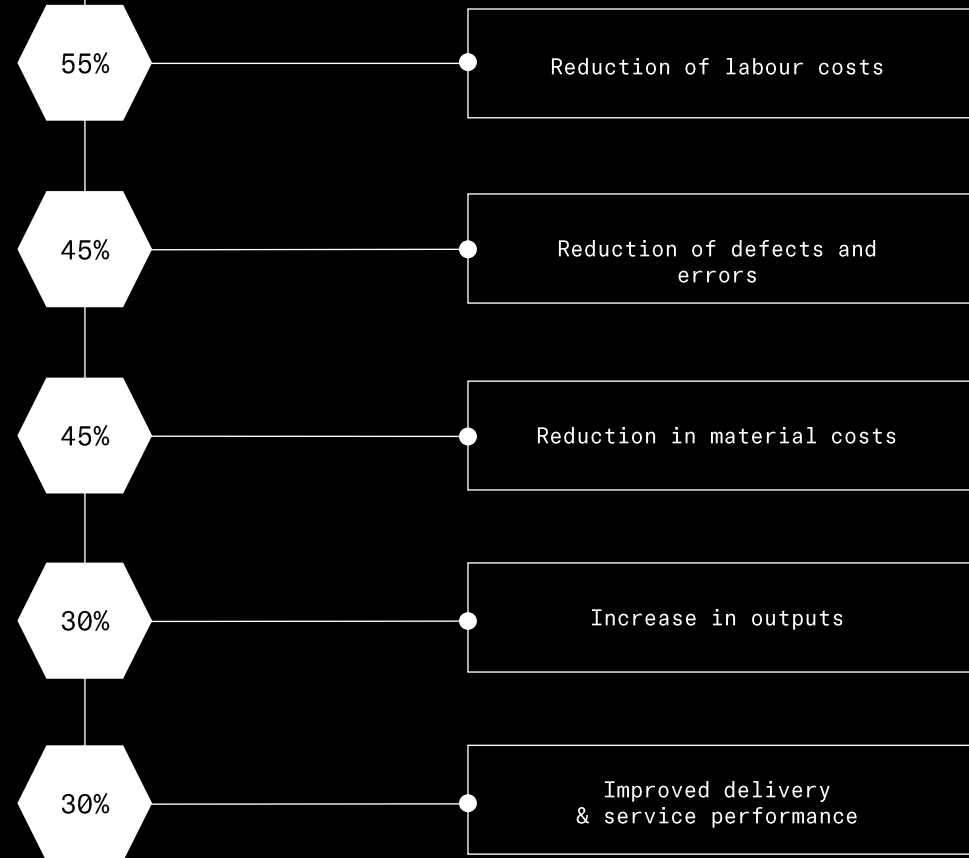 55%
Reduction of labour costs
45%
Reduction of defects and
errors
45%
Reduction in material costs
30%
Increase in outputs
30%
Improved delivery
& service performance